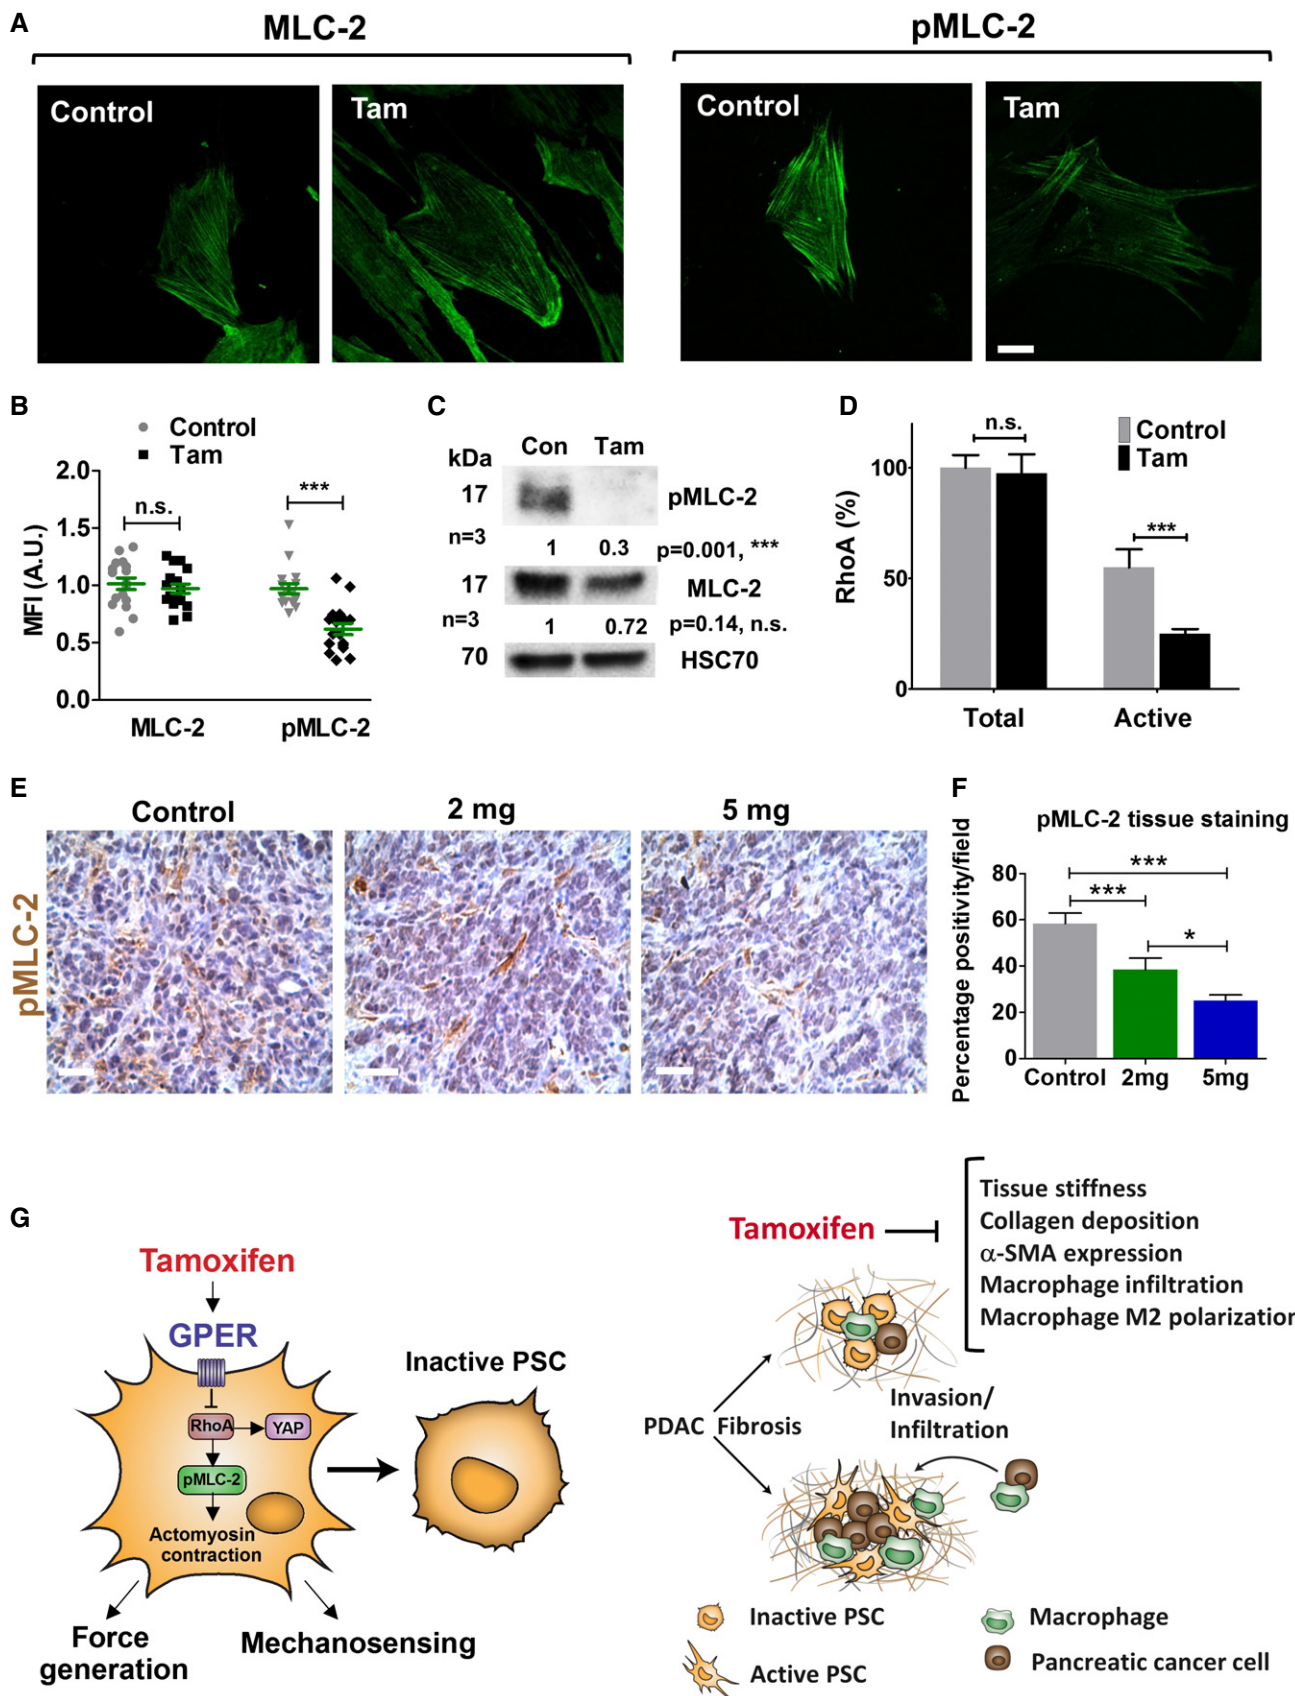 A
MLC-2
pMLC-2
Control
Tam
Control
Tam
B
Control
Tam
2.0
1.5
1.0
0.5
0.0
MFI (A.U.)
n.s.
***
MLC-2
pMLC-2
C
Con Tam
kDa
17
pMLC-2
n=3
1 0.3 p=0.001, ***
17
MLC-2
n=3
1 0.72 p=0.14, n.s.
70
HSC70
D
Control
Tam
n.s.
***
100
50
0
RhoA (%)
Total
Active
E
Control
2 mg
5 mg
pMLC-2
F
pMLC-2 tissue staining
Percentage positivity/field
80
60
40
20
0
***
***
*
Control 2mg 5mg
G
Tamoxifen
GPER
RhoA
YAP
pMLC-2
Actomyosin
contraction
Force
generation
Mechanosensing
Inactive PSC
Tamoxifen
Tissue stiffness
Collagen deposition
α-SMA expression
Macrophage infiltration
Macrophage M2 polarization
PDAC Fibrosis
Invasion/
Infiltration
Inactive PSC
Active PSC
Macrophage
Pancreatic cancer cell